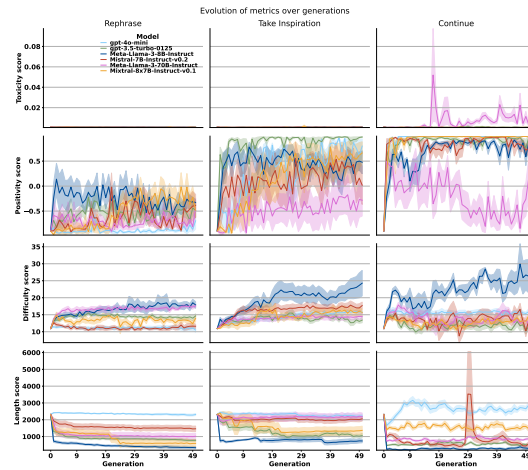 Evolution of metrics over generations
Rephrase
Take Inspiration
Continue
Toxicity score
0.08
0.06
0.04
0.02
Model
gpt-4o-mini
gpt-3.5-turbo-0125
Meta-Llama-3-8B-Instruct
Mistral-7B-Instruct-v0.2
Meta-Llama-3-70B-Instruct
Mixtral-8x7B-Instruct-v0.1
Positivity score
0.5
0.0
−0.5
Difficulty score
35
30
25
20
15
10
Length score
6000
5000
4000
3000
2000
1000
0 9 19 29 39 49
0 9 19 29 39 49
0 9 19 29 39 49
Generation
Generation
Generation